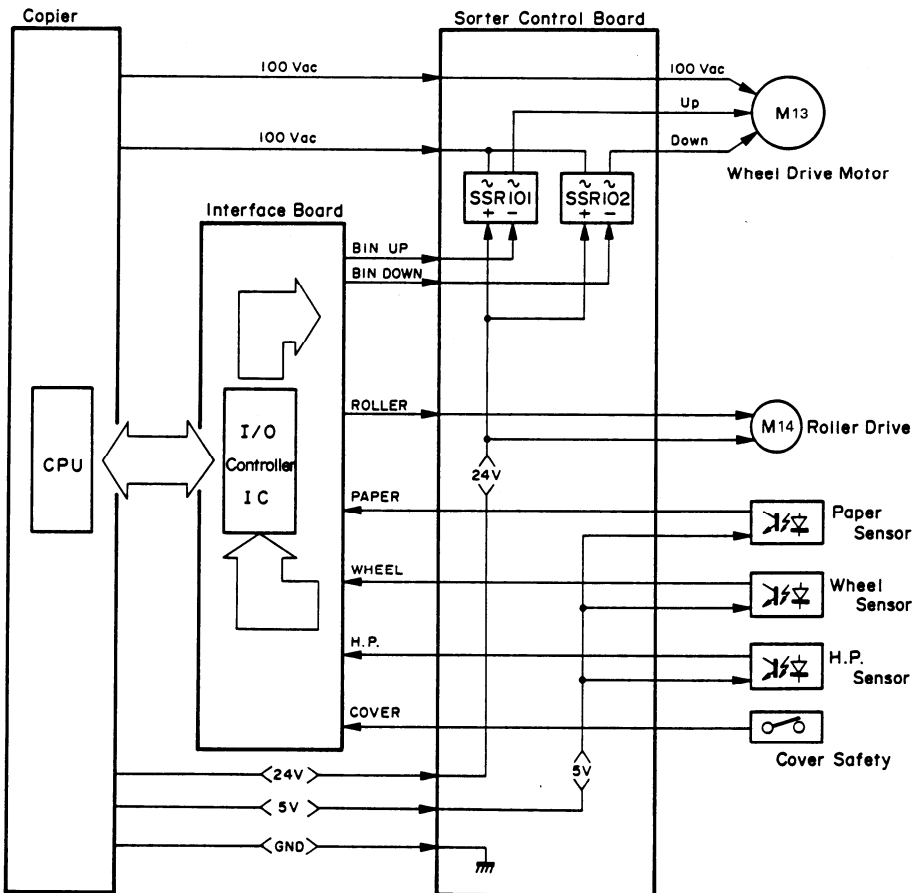 Copier
Sorter Control Board
100 Vac
100 Vac
Up
M13
100 Vac
Down
Wheel Drive Motor
~ ~
SSR101
+ −
~ ~
SSR102
+ −
Interface Board
BIN UP
BIN DOWN
ROLLER
M14 Roller Drive
CPU
I/O
Controller
IC
24V
PAPER
Paper
Sensor
WHEEL
Wheel
Sensor
H.P.
H.P.
Sensor
COVER
Cover Safety
24V
5V
5V
GND